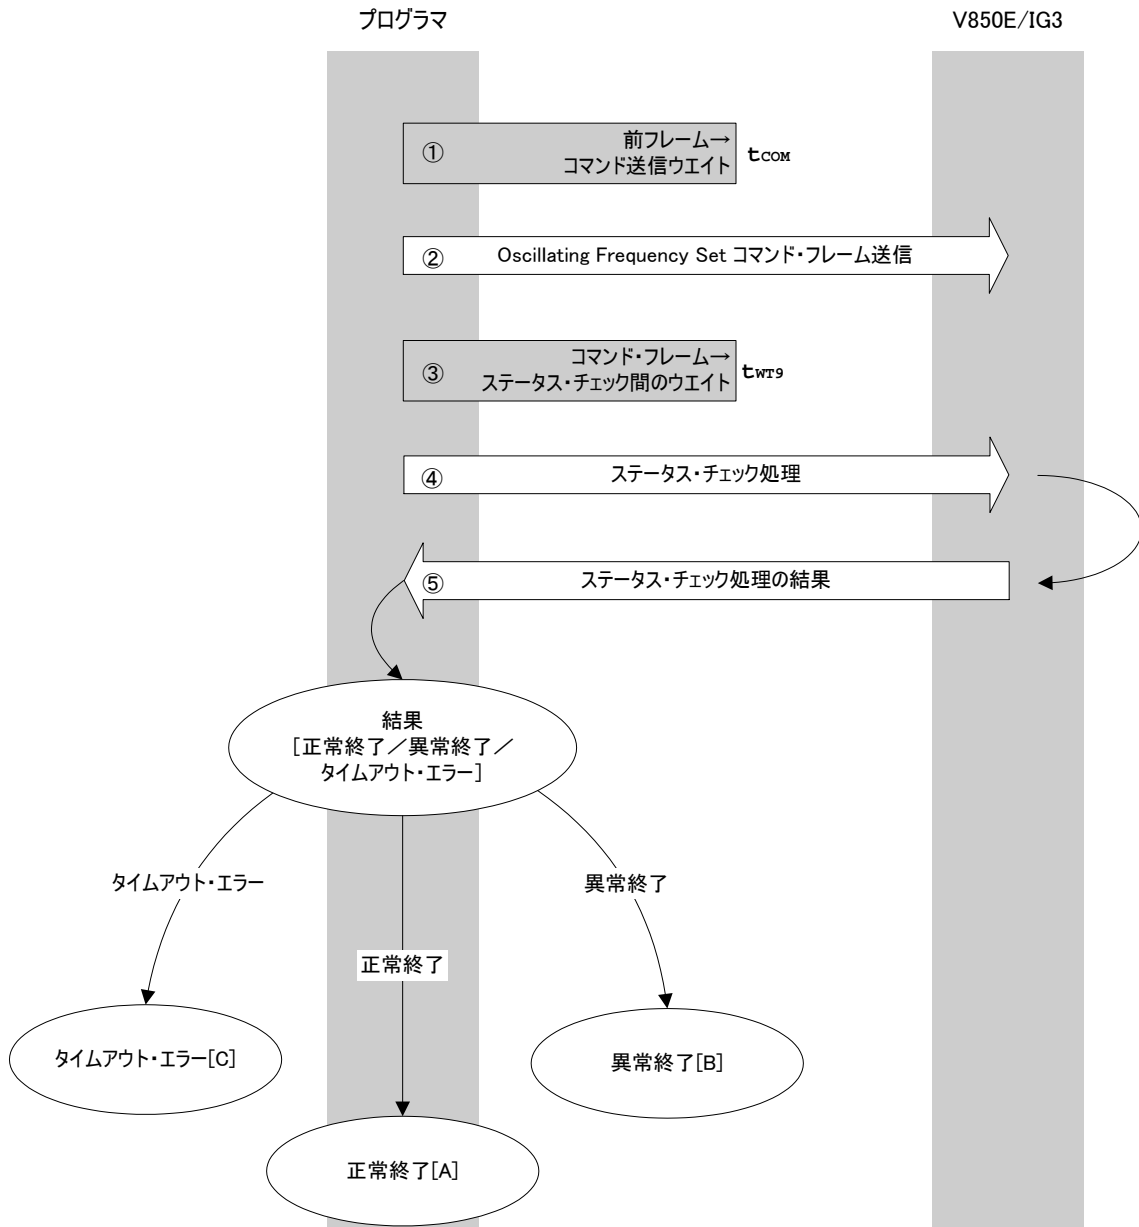 プログラマ
V850E/IG3
① 前フレーム→
コマンド送信ウエイト
tCOM
② Oscillating Frequency Set コマンド・フレーム送信
③ コマンド・フレーム→
ステータス・チェック間のウエイト
tWT9
④ ステータス・チェック処理
⑤ ステータス・チェック処理の結果
結果
[正常終了／異常終了／
タイムアウト・エラー]
タイムアウト・エラー
異常終了
正常終了
タイムアウト・エラー[C]
異常終了[B]
正常終了[A]